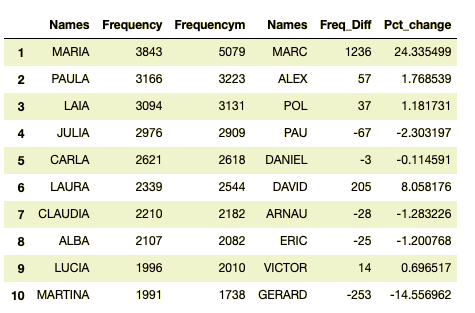 Names Frequency Frequencym Names Freq_Diff Pct_change
1 MARIA 3843 5079 MARC 1236 24.335499
2 PAULA 3166 3223 ALEX 57 1.768539
3 LAIA 3094 3131 POL 37 1.181731
4 JULIA 2976 2909 PAU -67 -2.303197
5 CARLA 2621 2618 DANIEL -3 -0.114591
6 LAURA 2339 2544 DAVID 205 8.058176
7 CLAUDIA 2210 2182 ARNAU -28 -1.283226
8 ALBA 2107 2082 ERIC -25 -1.200768
9 LUCIA 1996 2010 VICTOR 14 0.696517
10 MARTINA 1991 1738 GERARD -253 -14.556962